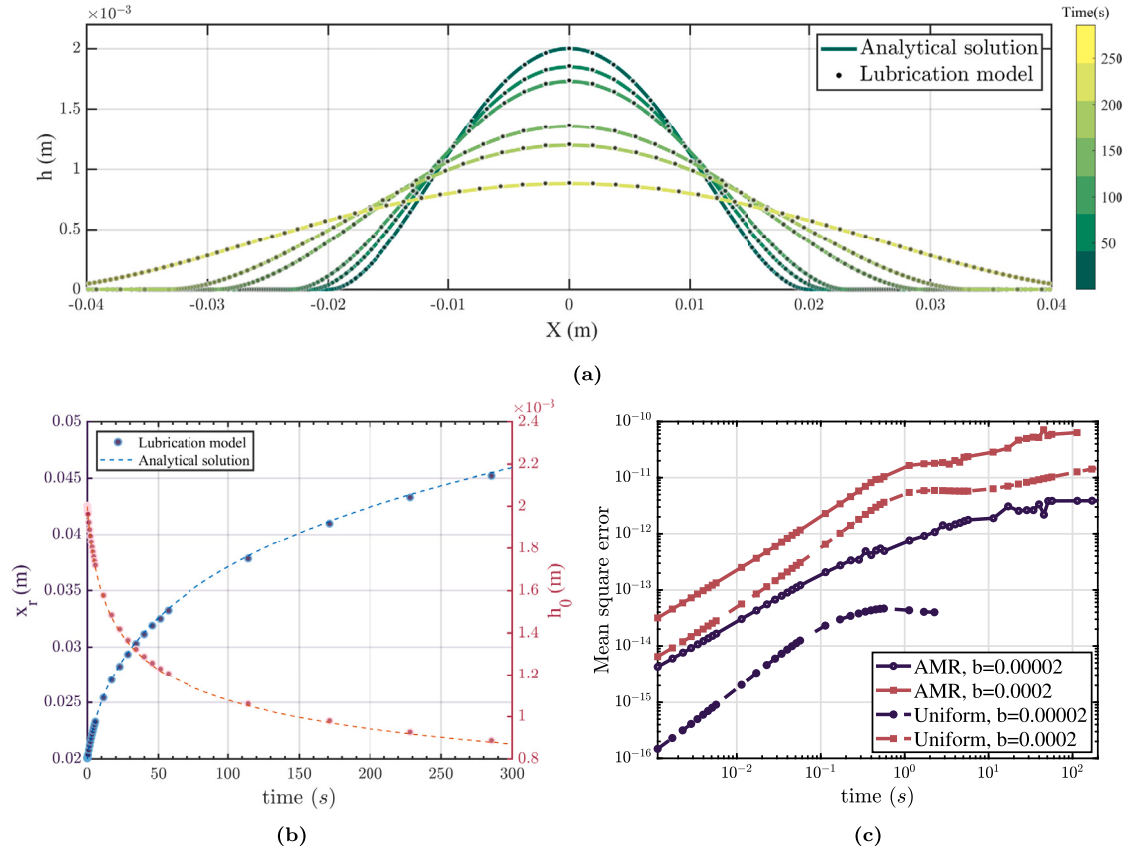 ×10⁻³
Time(s)
2
1.5
1
0.5
0
h (m)
Analytical solution
Lubrication model
250
200
150
100
50
-0.04 -0.03 -0.02 -0.01 0 0.01 0.02 0.03 0.04
X (m)
(a)
×10⁻³
0.05
0.045
0.04
0.035
0.03
0.025
0.02
x_r (m)
Lubrication model
Analytical solution
2.4
2.2
2
1.8
1.6
1.4
1.2
1
0.8
h_0 (m)
0 50 100 150 200 250 300
time (s)
(b)
10⁻¹⁰
10⁻¹¹
10⁻¹²
10⁻¹³
10⁻¹⁴
10⁻¹⁵
10⁻¹⁶
Mean square error
AMR, b=0.00002
AMR, b=0.0002
Uniform, b=0.00002
Uniform, b=0.0002
10⁻² 10⁻¹ 10⁰ 10¹ 10²
time (s)
(c)